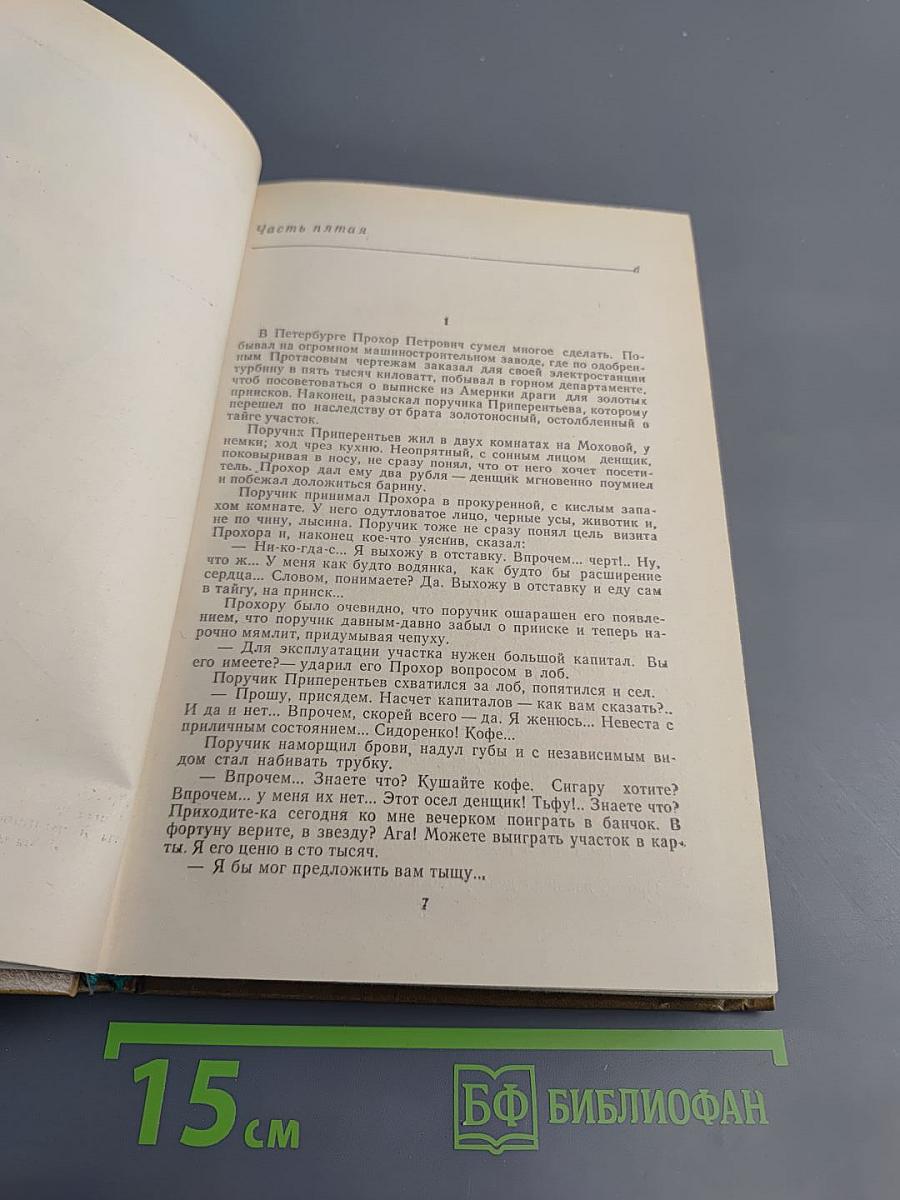 Часть пятая
1
В Петербурге Прохор Петрович сумел многое сделать. По-
бывал на огромном машиностроительном заводе, где по одобрен-
ным Протасовым чертежам заказал для своей электростанции
турбину в пять тысяч киловатт, побывал в горном департаменте,
чтоб посоветоваться о выписке из Америки драги для золотых
приисков. Наконец, разыскал поручика Приперентьева, которому
перешел по наследству от брата золотоносный, остолбленный в
тайге участок.
Поручик Приперентьев жил в двух комнатах на Моховой, у
немки; ход чрез кухню. Неопрятный, с сонным лицом денщик,
поковыривая в носу, не сразу понял, что от него хочет посети-
тель. Прохор дал ему два рубля — денщик мгновенно поумнел
и побежал доложиться барину.
Поручик принимал Прохора в прокуренной, с кислым запа-
хом комнате. У него одутловатое лицо, черные усы, животик и,
не по чину, лысина. Поручик тоже не сразу понял цель визита
Прохора и, наконец кое-что уяснив, сказал:
— Ни-ко-гда-с... Я выхожу в отставку. Впрочем... черт!.. Ну,
что ж... У меня как будто водянка, как будто бы расширение
сердца... Словом, понимаете? Да. Выхожу в отставку и еду сам
в тайгу, на прииск...
Прохору было очевидно, что поручик ошарашен его появле-
нием, что поручик давным-давно забыл о прииске и теперь на-
рочно мямлит, придумывая чепуху.
— Для эксплуатации участка нужен большой капитал. Вы
его имеете?— ударил его Прохор вопросом в лоб.
Поручик Приперентьев схватился за лоб, попятился и сел.
— Прошу, присядем. Насчет капиталов — как вам сказать?..
И да и нет... Впрочем, скорей всего — да. Я женюсь... Невеста с
приличным состоянием... Сидоренко! Кофе...
Поручик наморщил брови, надул губы и с независимым ви-
дом стал набивать трубку.
— Впрочем... Знаете что? Кушайте кофе. Сигару хотите?
Впрочем... у меня их нет... Этот осел денщик! Тьфу!.. Знаете что?
Приходите-ка сегодня ко мне вечерком поиграть в банчок. В
фортуну верите, в звезду? Ага! Можете выиграть участок в кар-
ты. Я его ценю в сто тысяч.
— Я бы мог предложить вам тыщу...
7
15 см
БФ БИБЛИОФАН